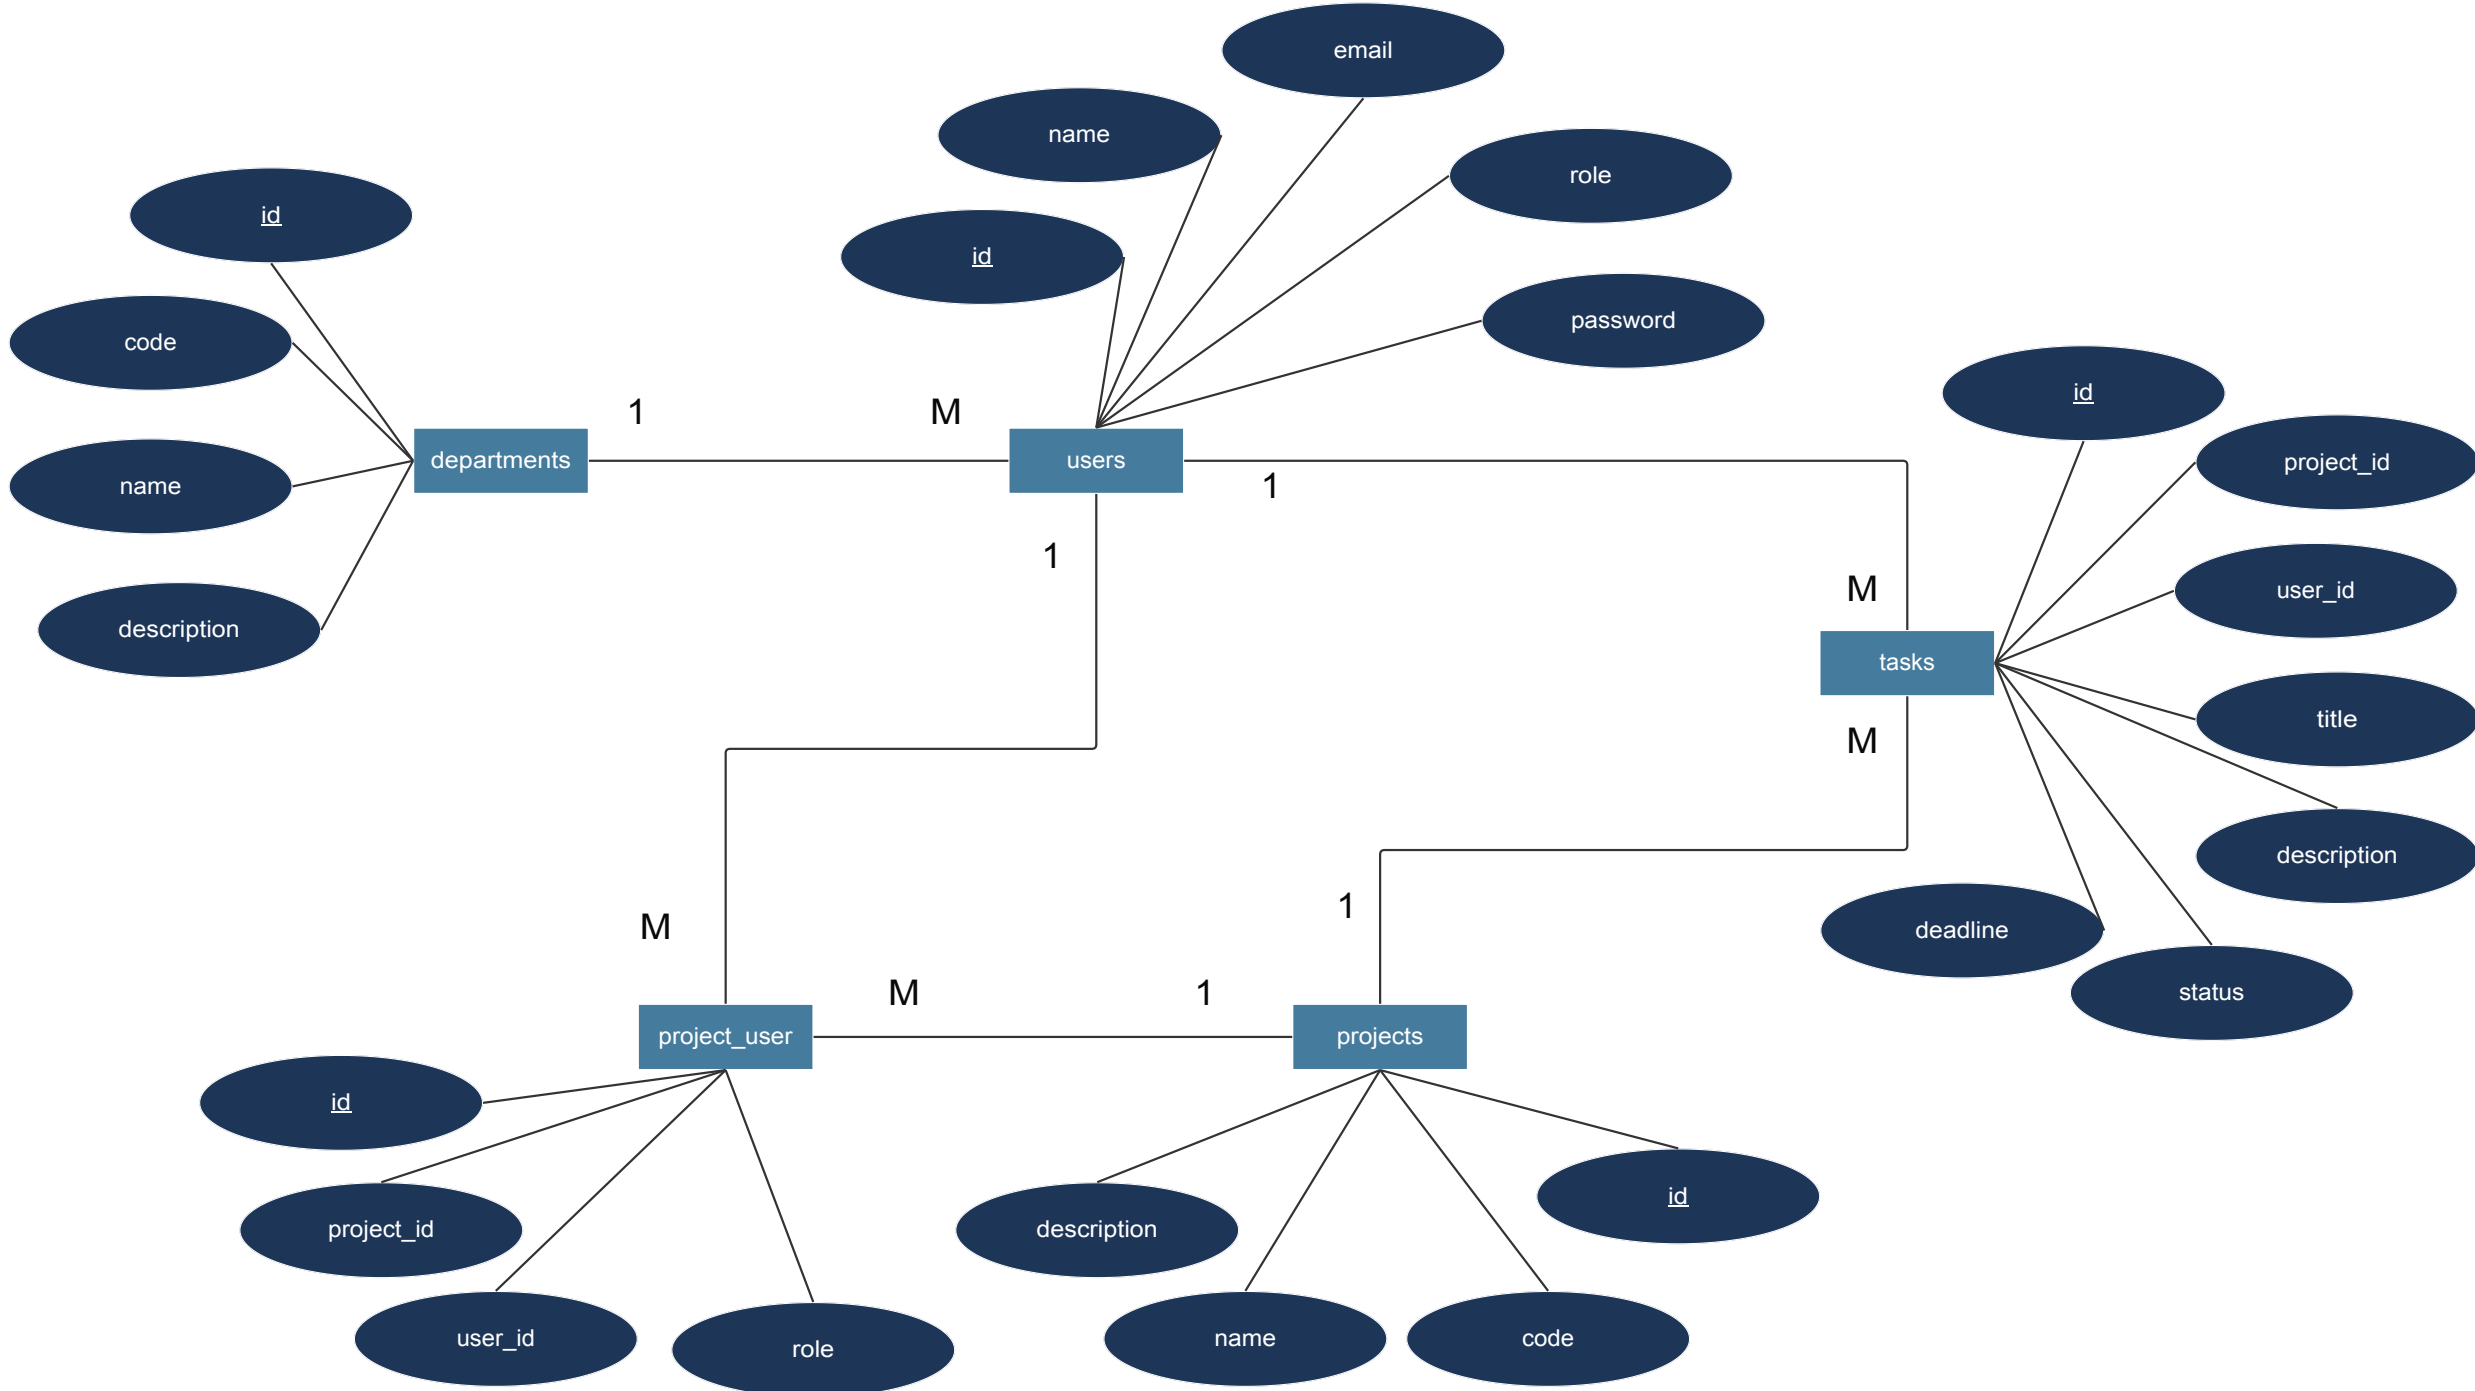 email
name
role
id
id
password
code
id
1
M
departments
users
project_id
name
1
1
user_id
M
description
tasks
title
M
description
1
M
deadline
M
1
status
project_user
projects
id
id
project_id
description
user_id
role
name
code